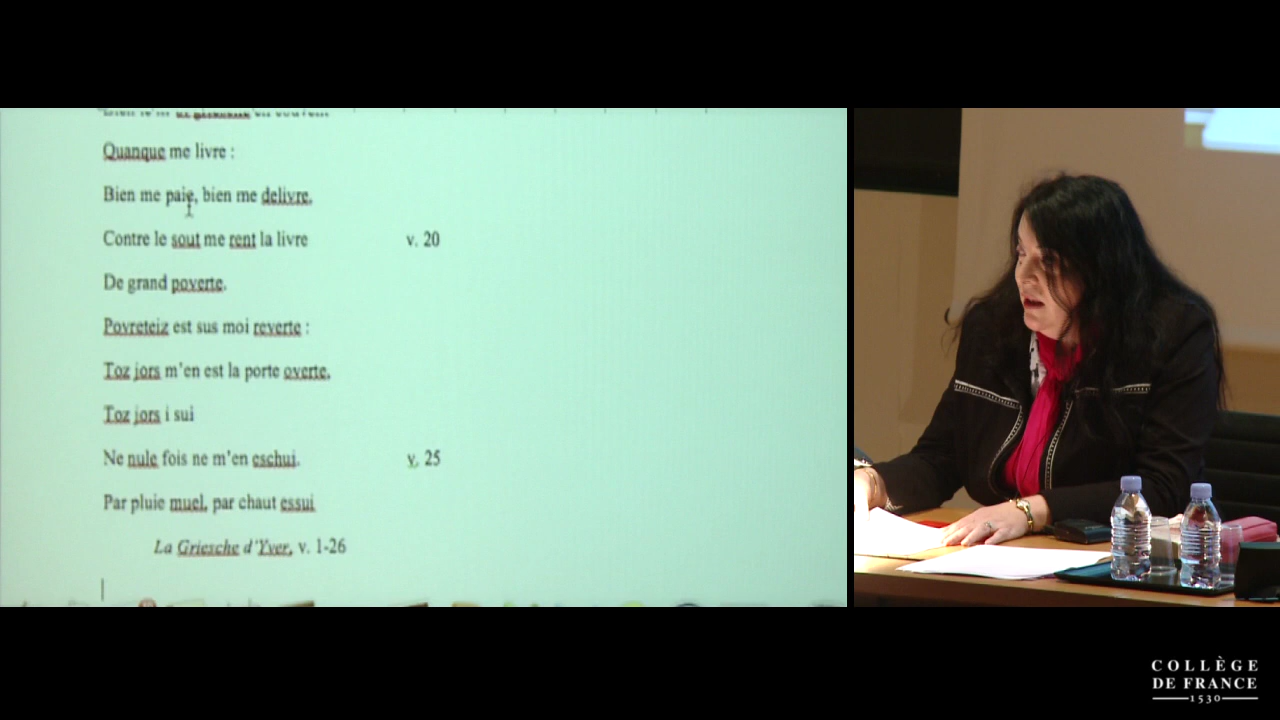 Quanque me livre :
Bien me paie, bien me delivre,
Contre le sout me rent la livre v. 20
De grand poverte.
Povreteiz est sus moi reverte :
Toz jors m'en est la porte overte,
Toz jors i sui
Ne nule fois ne m'en eschui. v. 25
Par pluie muel, par chaut essui
La Griesche d'Yver, v. 1-26
COLLÈGE
DE FRANCE
1530